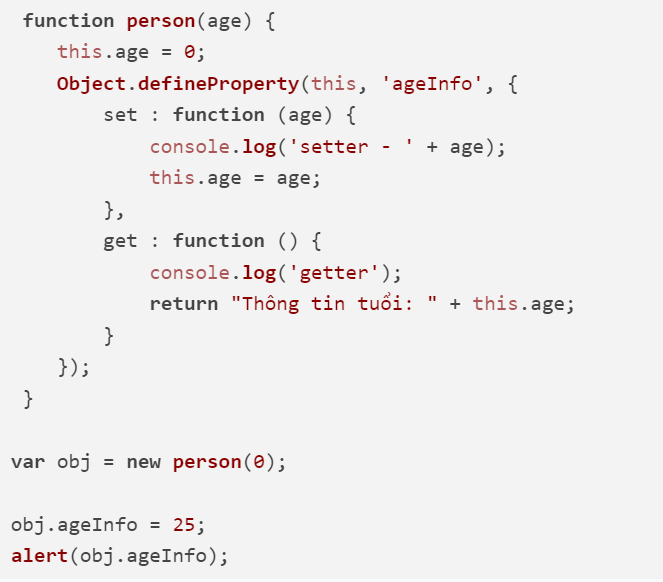 function person(age) {
this.age = 0;
Object.defineProperty(this, 'ageInfo', {
set : function (age) {
console.log('setter - ' + age);
this.age = age;
},
get : function () {
console.log('getter');
return "Thông tin tuổi: " + this.age;
}
});
}
var obj = new person(0);
obj.ageInfo = 25;
alert(obj.ageInfo);